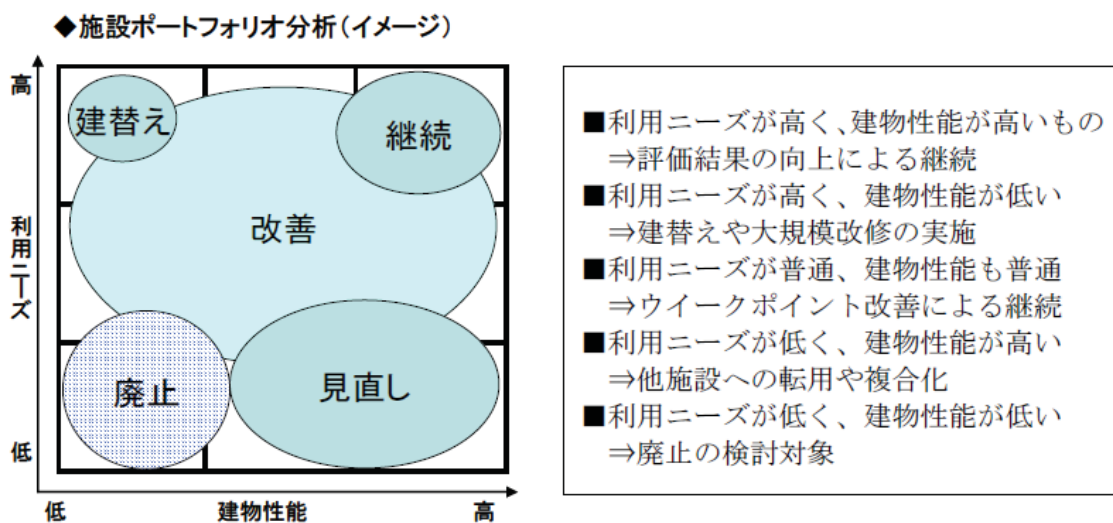 ◆施設ポートフォリオ分析(イメージ)
高
利用ニーズ
低
建替え
継続
改善
廃止
見直し
低
建物性能
高
■利用ニーズが高く、建物性能が高いもの
⇒評価結果の向上による継続
■利用ニーズが高く、建物性能が低い
⇒建替えや大規模改修の実施
■利用ニーズが普通、建物性能も普通
⇒ウイークポイント改善による継続
■利用ニーズが低く、建物性能が高い
⇒他施設への転用や複合化
■利用ニーズが低く、建物性能が低い
⇒廃止の検討対象